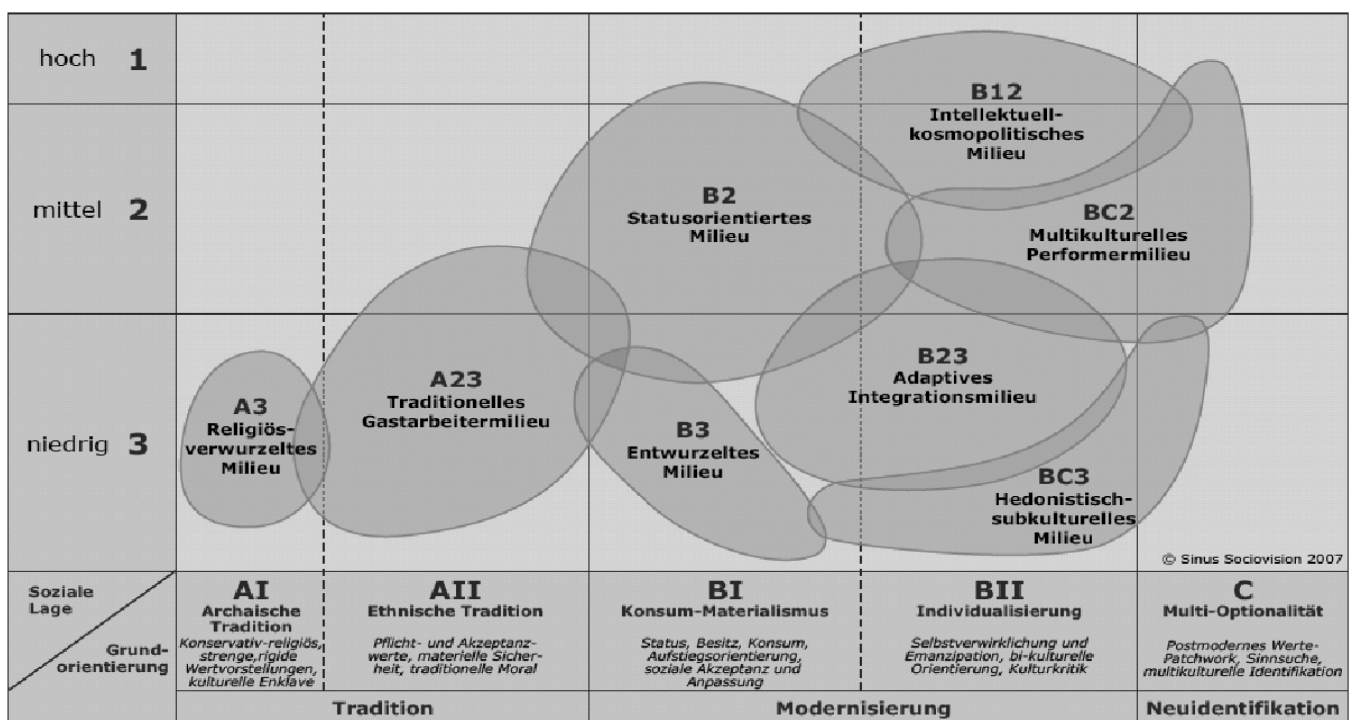 hoch 1
mittel 2
niedrig 3
B12
Intellektuell-
kosmopolitisches
Milieu
B2
Statusorientiertes
Milieu
BC2
Multikulturelles
Performermilieu
A3
Religiös-
verwurzeltes
Milieu
A23
Traditionelles
Gastarbeitermilieu
B3
Entwurzeltes
Milieu
B23
Adaptives
Integrationsmilieu
BC3
Hedonistisch-
subkulturelles
Milieu
© Sinus Sociovision 2007
Soziale
Lage
Grund-
orientierung
AI
Archaische
Tradition
Konservativ-religiös,
strenge,rigide
Wertvorstellungen,
kulturelle Enklave
AII
Ethnische Tradition
Pflicht- und Akzeptanz-
werte, materielle Sicher-
heit, traditionelle Moral
BI
Konsum-Materialismus
Status, Besitz, Konsum,
Aufstiegsorientierung,
soziale Akzeptanz und
Anpassung
BII
Individualisierung
Selbstverwirklichung und
Emanzipation, bi-kulturelle
Orientierung, Kulturkritik
C
Multi-Optionalität
Postmodernes Werte-
Patchwork, Sinnsuche,
multikulturelle Identifikation
Tradition
Modernisierung
Neuidentifikation